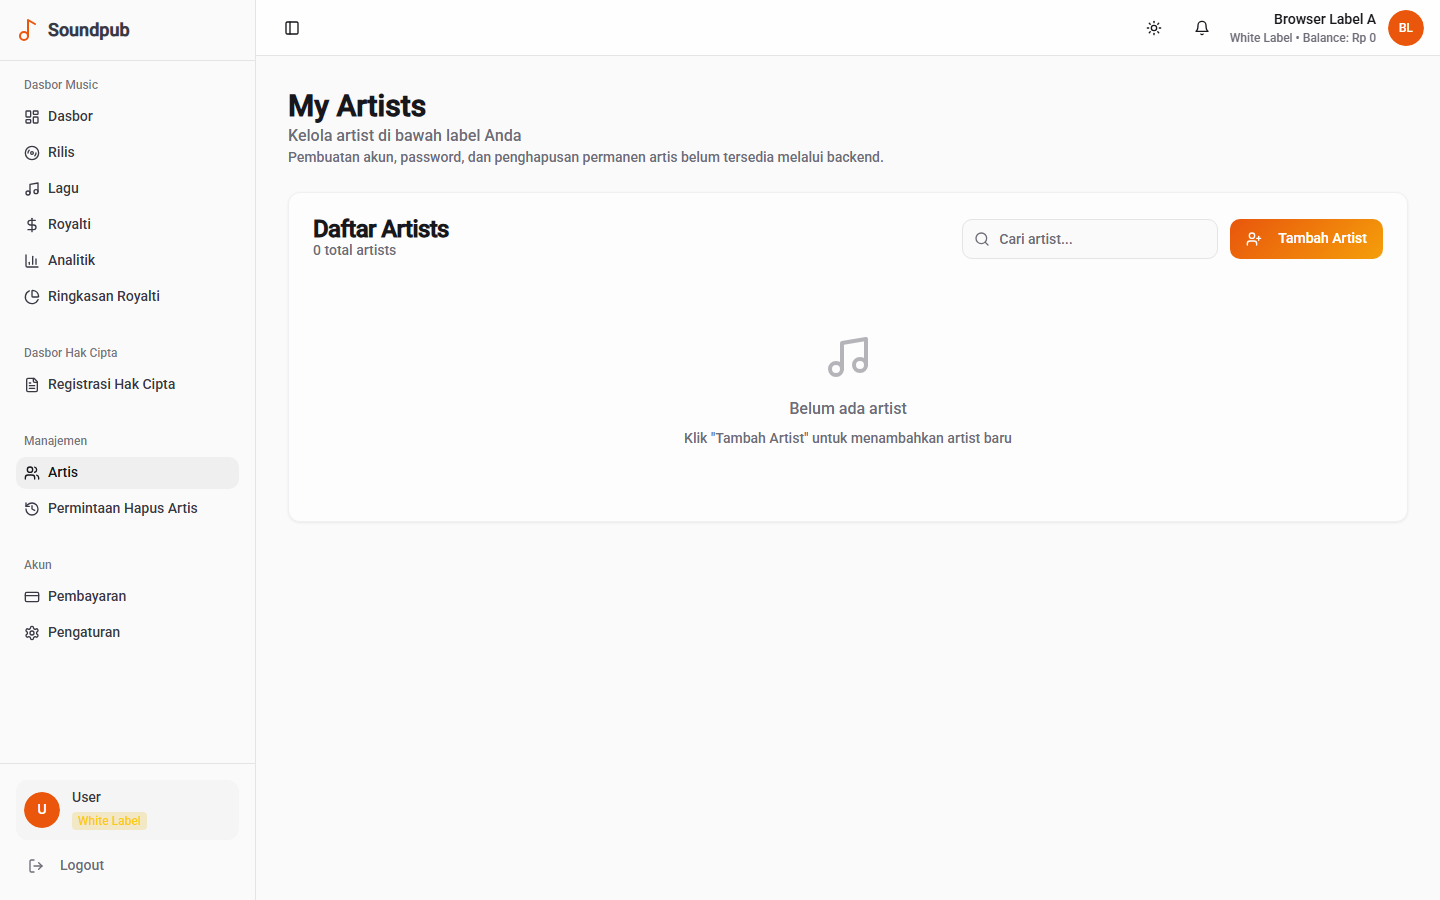 Soundpub
Browser Label A
White Label • Balance: Rp 0
BL
Dasbor Music
Dasbor
Rilis
Lagu
Royalti
Analitik
Ringkasan Royalti
Dasbor Hak Cipta
Registrasi Hak Cipta
Manajemen
Artis
Permintaan Hapus Artis
Akun
Pembayaran
Pengaturan
U
User
White Label
Logout
My Artists
Kelola artist di bawah label Anda
Pembuatan akun, password, dan penghapusan permanen artis belum tersedia melalui backend.
Daftar Artists
0 total artists
Cari artist...
Tambah Artist
Belum ada artist
Klik "Tambah Artist" untuk menambahkan artist baru